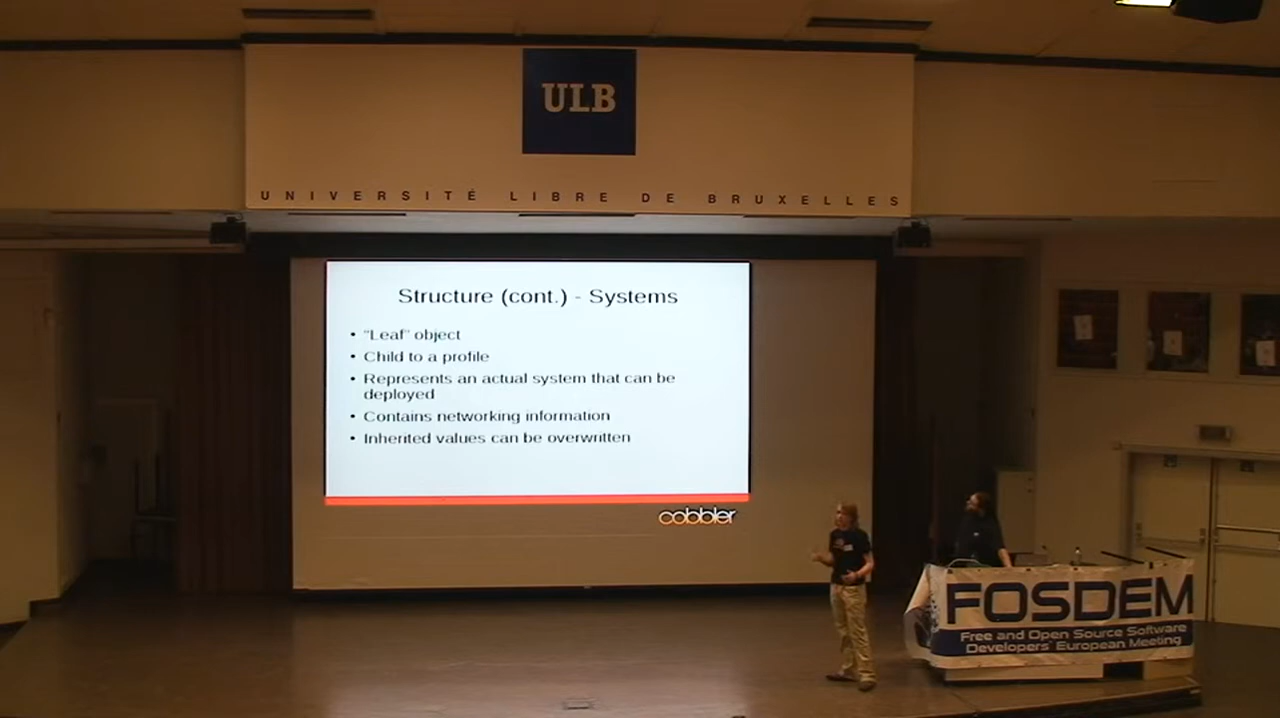 ULB
UNIVERSITÉ LIBRE DE BRUXELLES
Structure (cont.) - Systems
• "Leaf" object
• Child to a profile
• Represents an actual system that can be
deployed
• Contains networking information
• Inherited values can be overwritten
cobbler
FOSDEM
Free and Open Source Software
Developers' European Meeting